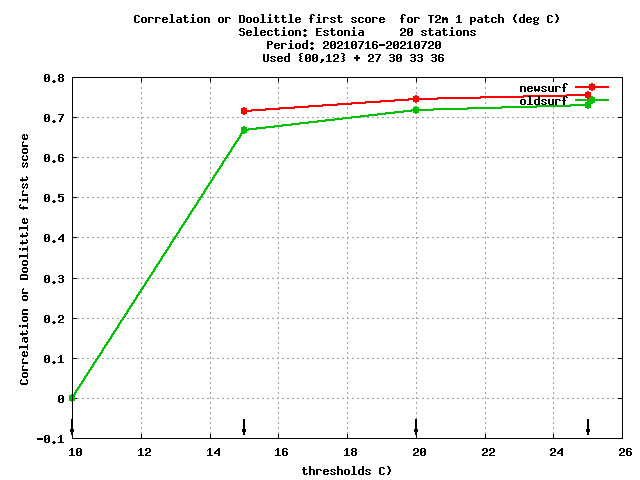 Correlation or Doolittle first score  for T2m 1 patch (deg C)
Selection: Estonia     20 stations
Period: 20210716-20210720
Used {00,12} + 27 30 33 36
newsurf
oldsurf
Correlation or Doolittle first score
0.8
0.7
0.6
0.5
0.4
0.3
0.2
0.1
0
-0.1
10 12 14 16 18 20 22 24 26
thresholds C)